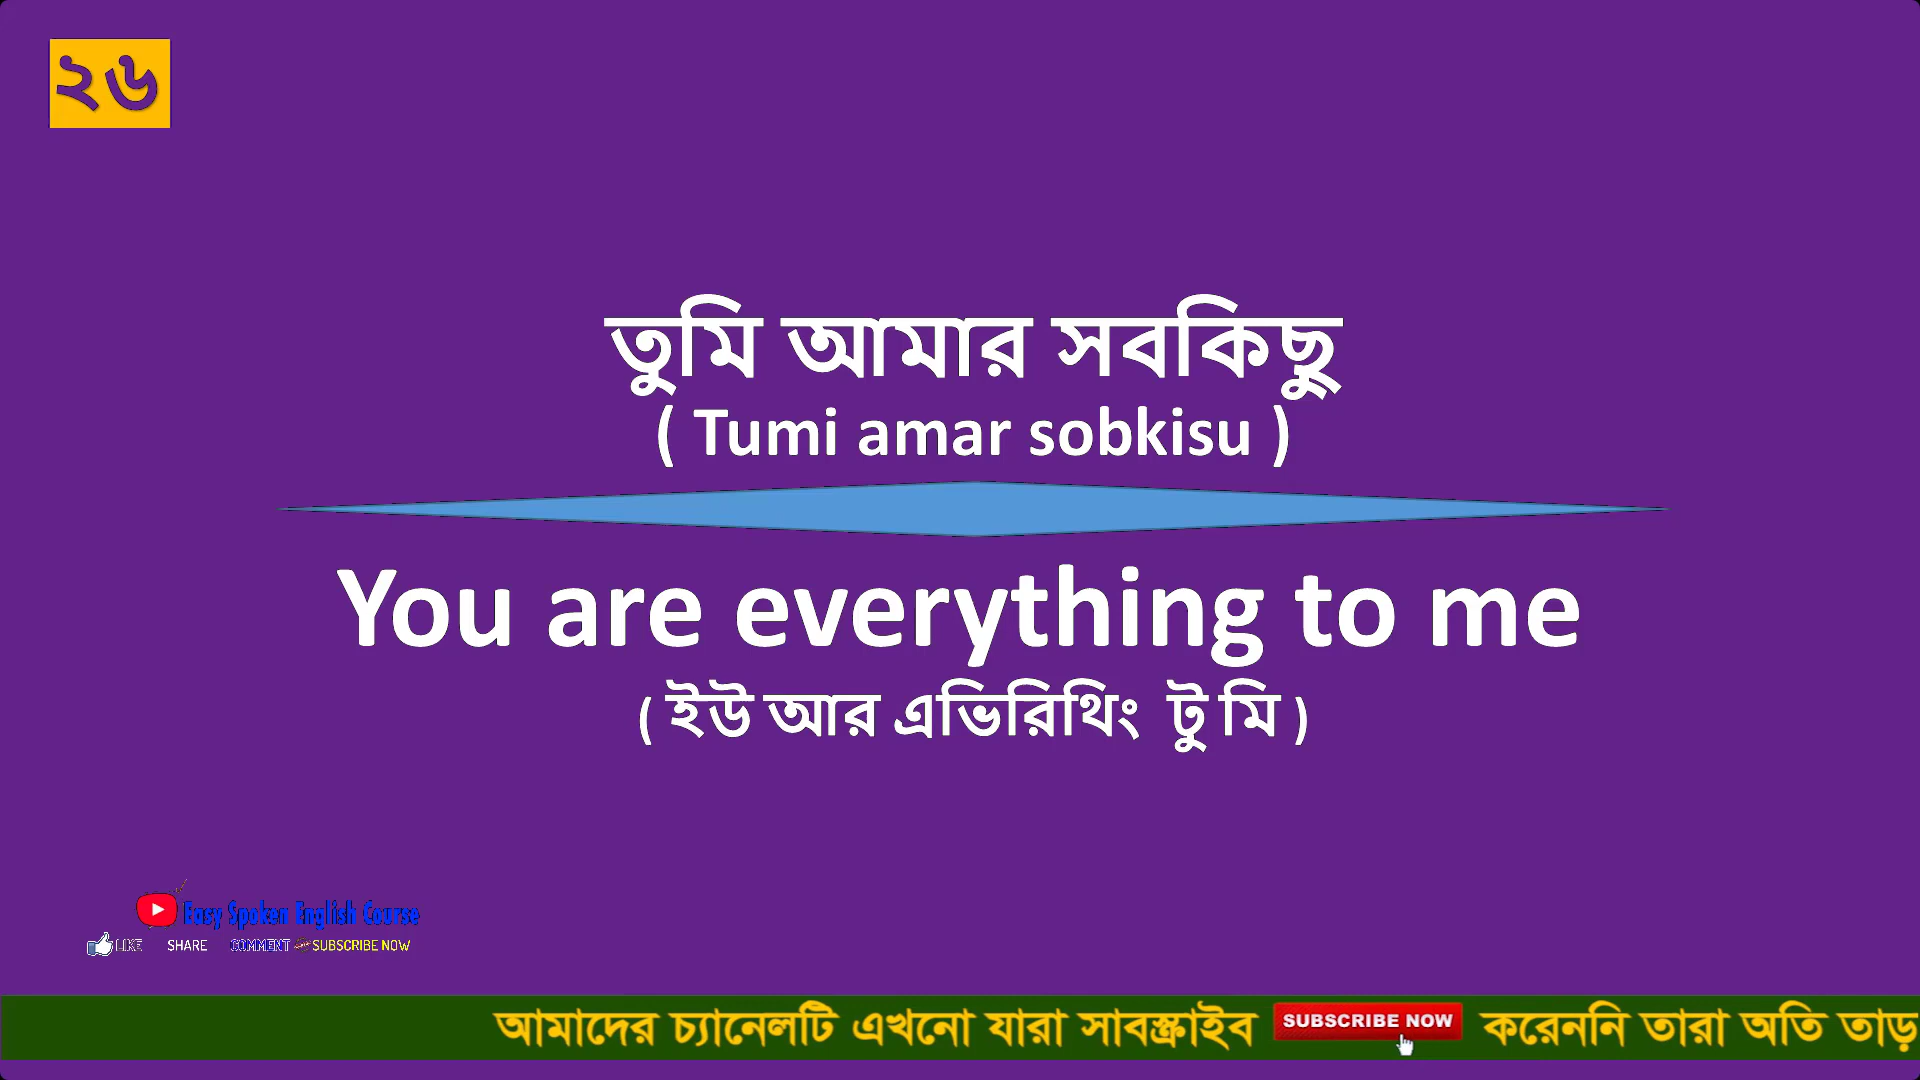 ২৬
তুমি আমার সবকিছু
( Tumi amar sobkisu )
You are everything to me
( ইউ আর এভিরিথিং টু মি )
Easy Spoken English Course
LIKE SHARE COMMENT SUBSCRIBE NOW
আমাদের চ্যানেলটি এখনো যারা সাবস্ক্রাইব SUBSCRIBE NOW করেননি তারা অতি তাড়